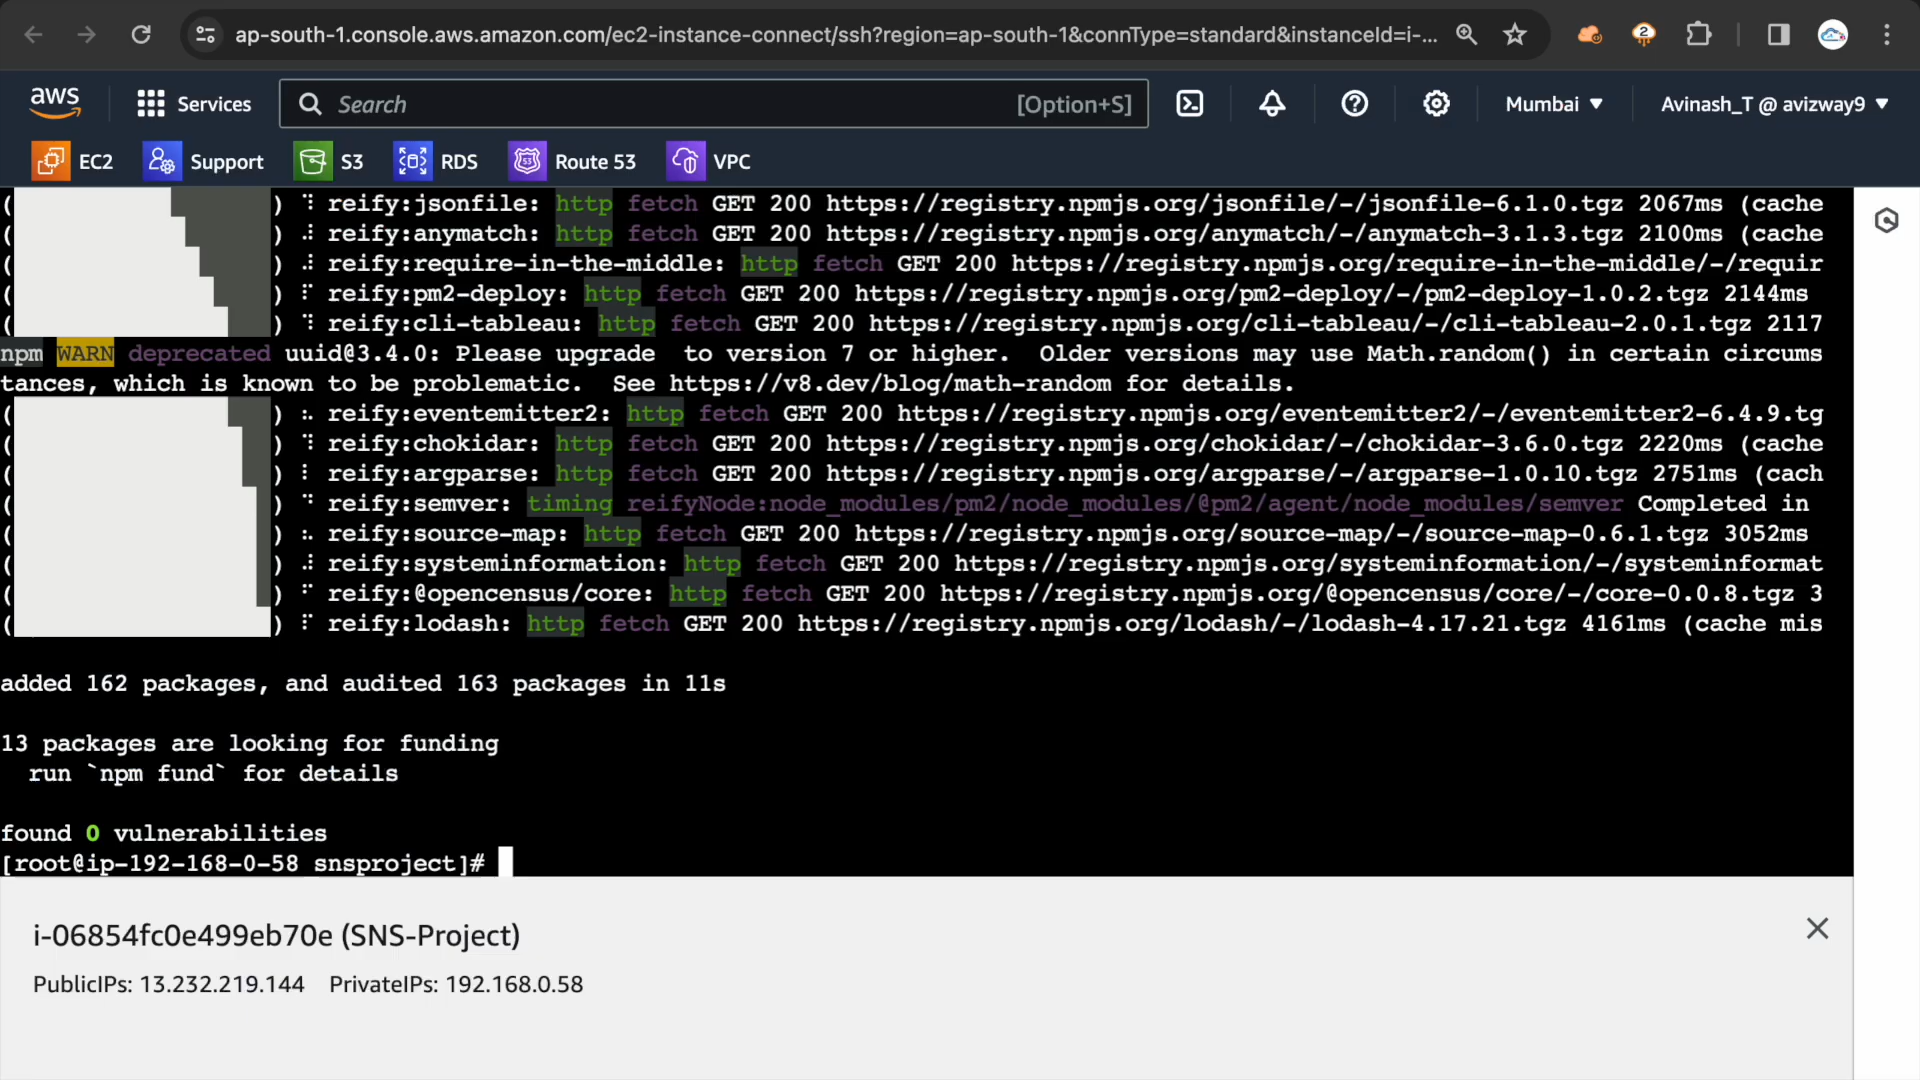 ap-south-1.console.aws.amazon.com/ec2-instance-connect/ssh?region=ap-south-1&connType=standard&instanceId=i-...
2
aws
Services
Search
[Option+S]
Mumbai
Avinash_T @ avizway9
EC2
Support
S3
RDS
53
Route 53
VPC
( ) ⠹ reify:jsonfile: http fetch GET 200 https://registry.npmjs.org/jsonfile/-/jsonfile-6.1.0.tgz 2067ms (cache
( ) ⠼ reify:anymatch: http fetch GET 200 https://registry.npmjs.org/anymatch/-/anymatch-3.1.3.tgz 2100ms (cache
( ) ⠼ reify:require-in-the-middle: http fetch GET 200 https://registry.npmjs.org/require-in-the-middle/-/requir
( ) ⠏ reify:pm2-deploy: http fetch GET 200 https://registry.npmjs.org/pm2-deploy/-/pm2-deploy-1.0.2.tgz 2144ms
( ) ⠹ reify:cli-tableau: http fetch GET 200 https://registry.npmjs.org/cli-tableau/-/cli-tableau-2.0.1.tgz 2117
npm WARN deprecated uuid@3.4.0: Please upgrade  to version 7 or higher.  Older versions may use Math.random() in certain circums
tances, which is known to be problematic.  See https://v8.dev/blog/math-random for details.
( ) ⠦ reify:eventemitter2: http fetch GET 200 https://registry.npmjs.org/eventemitter2/-/eventemitter2-6.4.9.tg
( ) ⠹ reify:chokidar: http fetch GET 200 https://registry.npmjs.org/chokidar/-/chokidar-3.6.0.tgz 2220ms (cache
( ) ⠸ reify:argparse: http fetch GET 200 https://registry.npmjs.org/argparse/-/argparse-1.0.10.tgz 2751ms (cach
( ) ⠙ reify:semver: timing reifyNode:node_modules/pm2/node_modules/@pm2/agent/node_modules/semver Completed in
( ) ⠦ reify:source-map: http fetch GET 200 https://registry.npmjs.org/source-map/-/source-map-0.6.1.tgz 3052ms
( ) ⠼ reify:systeminformation: http fetch GET 200 https://registry.npmjs.org/systeminformation/-/systeminformat
( ) ⠋ reify:@opencensus/core: http fetch GET 200 https://registry.npmjs.org/@opencensus/core/-/core-0.0.8.tgz 3
( ) ⠏ reify:lodash: http fetch GET 200 https://registry.npmjs.org/lodash/-/lodash-4.17.21.tgz 4161ms (cache mis
added 162 packages, and audited 163 packages in 11s
13 packages are looking for funding
  run `npm fund` for details
found 0 vulnerabilities
[root@ip-192-168-0-58 snsproject]#
i-06854fc0e499eb70e (SNS-Project)
PublicIPs: 13.232.219.144 PrivateIPs: 192.168.0.58